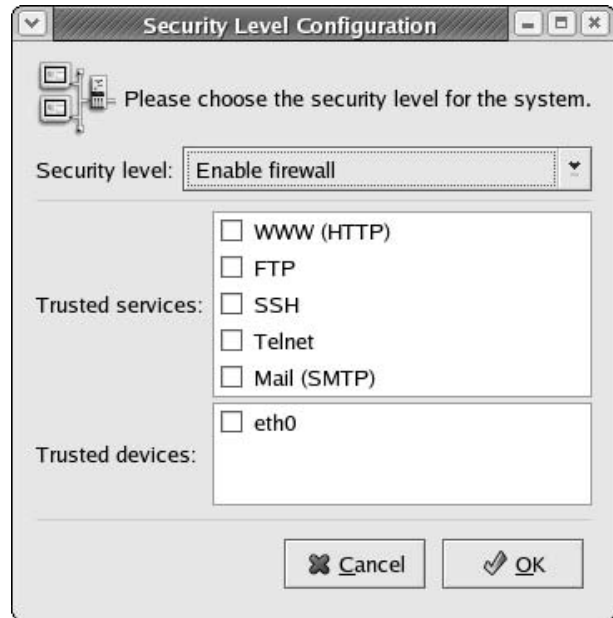 Security Level Configuration
Please choose the security level for the system.
Security level: Enable firewall
Trusted services:
WWW (HTTP)
FTP
SSH
Telnet
Mail (SMTP)
Trusted devices:
eth0
Cancel
OK